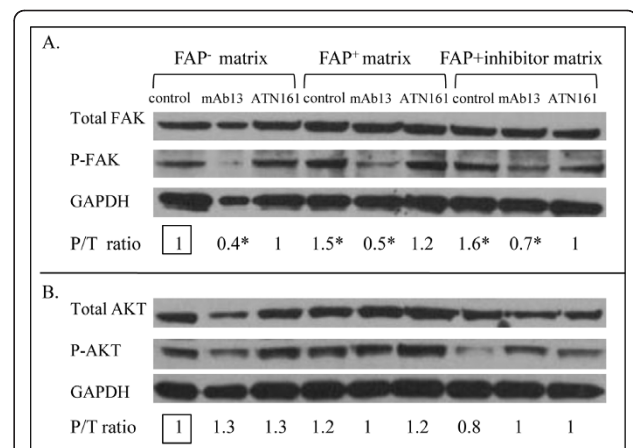 A.
FAP- matrix FAP+ matrix FAP+inhibitor matrix
control mAb13 ATN161 control mAb13 ATN161 control mAb13 ATN161
Total FAK
P-FAK
GAPDH
P/T ratio 1 0.4* 1 1.5* 0.5* 1.2 1.6* 0.7* 1
B.
Total AKT
P-AKT
GAPDH
P/T ratio 1 1.3 1.3 1.2 1 1.2 0.8 1 1